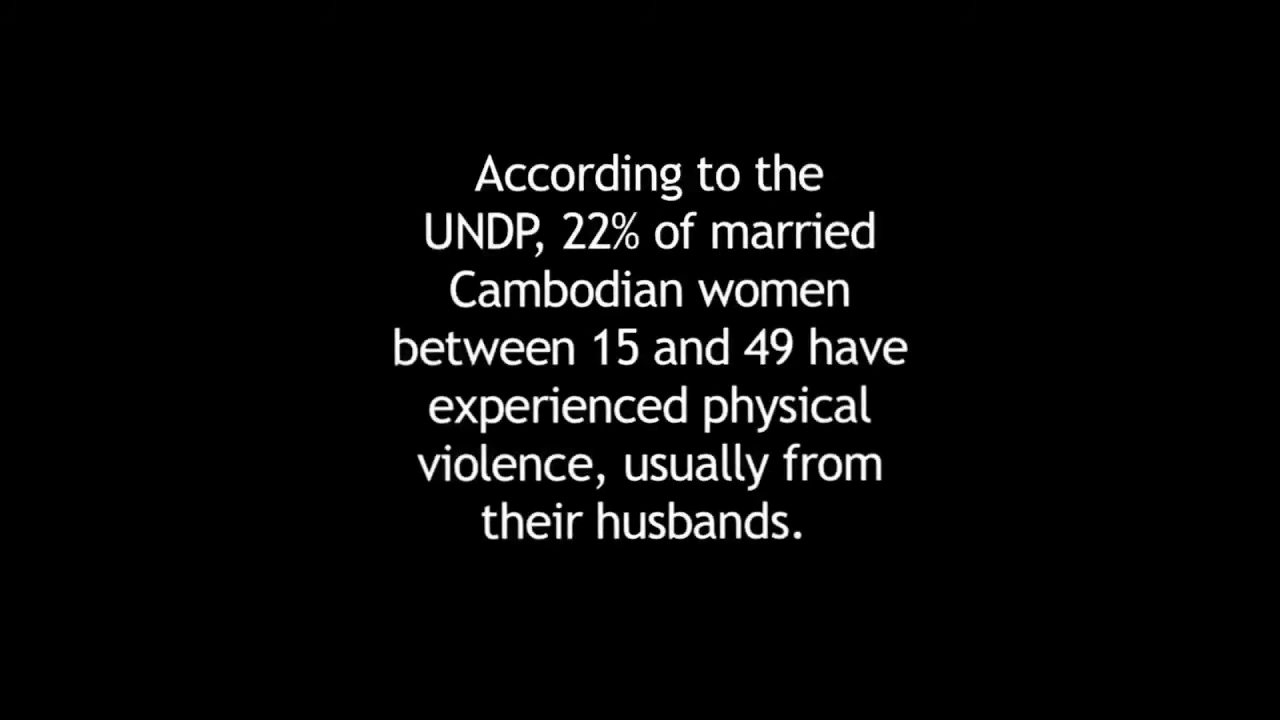 According to the
UNDP, 22% of married
Cambodian women
between 15 and 49 have
experienced physical
violence, usually from
their husbands.